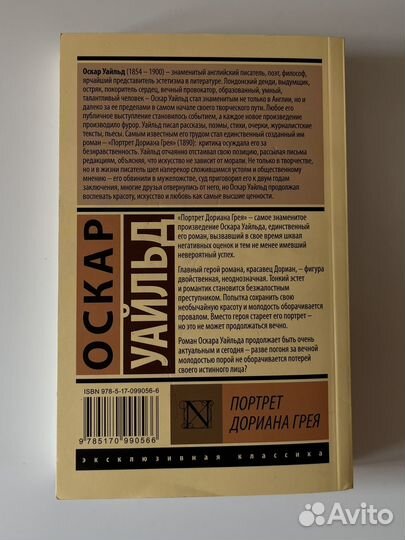 Оскар Уайльд (1854 – 1900) – знаменитый английский писатель, поэт, философ,
ярчайший представитель эстетизма в литературе. Лондонский денди, выдумщик,
остряк, покоритель сердец, вечный провокатор, образованный, умный,
талантливый человек – Оскар Уайльд стал знаменитым не только в Англии, но и
далеко за ее пределами в самом начале своего творческого пути. Любое его
публичное выступление становилось событием, а каждое новое произведение
производило фурор. Уайльд писал рассказы, поэмы, стихи, очерки, журналистские
тексты, пьесы. Самым известным его трудом стал единственный созданный им
роман – «Портрет Дориана Грея» (1890): критика осуждала его за
безнравственность. Уайльд отчаянно отстаивал свою позицию, рассылая письма
редакциям, объясняя, что искусство не зависит от морали. Не только в творчестве,
но и в жизни писатель шел наперекор сложившимся устоям и общественному
мнению – его обвинили в мужеложстве, суд приговорил его к двум годам
заключения, многие друзья отвернулись от него, но Оскар Уайльд продолжал
воспевать красоту, искусство и любовь как высшие жизненные ценности.
ОСКАР
УАЙЛЬД
«Портрет Дориана Грея» – самое знаменитое
произведение Оскара Уайльда, единственный
его роман, вызвавший в свое время шквал
негативных оценок и тем не менее имевший
невероятный успех.
Главный герой романа, красавец Дориан, – фигура
двойственная, неоднозначная. Тонкий эстет
и романтик становится безжалостным
преступником. Попытка сохранить свою
необычайную красоту и молодость оборачивается
провалом. Вместо героя стареет его портрет –
но это не может продолжаться вечно.
Роман Оскара Уайльда продолжает быть очень
актуальным и сегодня – разве погоня за вечной
молодостью порой не оборачивается потерей
своего истинного лица?
ISBN 978-5-17-099056-6
9 785170 990566
N
ПОРТРЕТ
ДОРИАНА ГРЕЯ
эксклюзивная классика
Avito